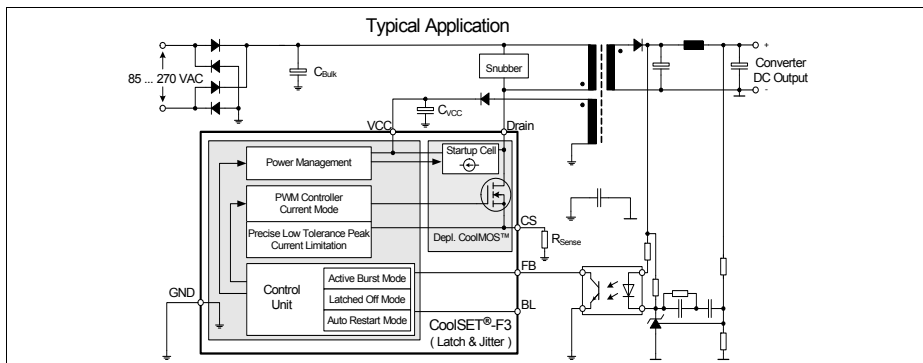 Typical Application
85 ... 270 VAC
CBulk
Snubber
+
Converter
DC Output
-
CVCC
VCC
Drain
Power Management
Startup Cell
PWM Controller
Current Mode
Precise Low Tolerance Peak
Current Limitation
Depl. CoolMOS™
CS
RSense
FB
Control
Unit
Active Burst Mode
Latched Off Mode
Auto Restart Mode
GND
BL
CoolSET®-F3
( Latch & Jitter )